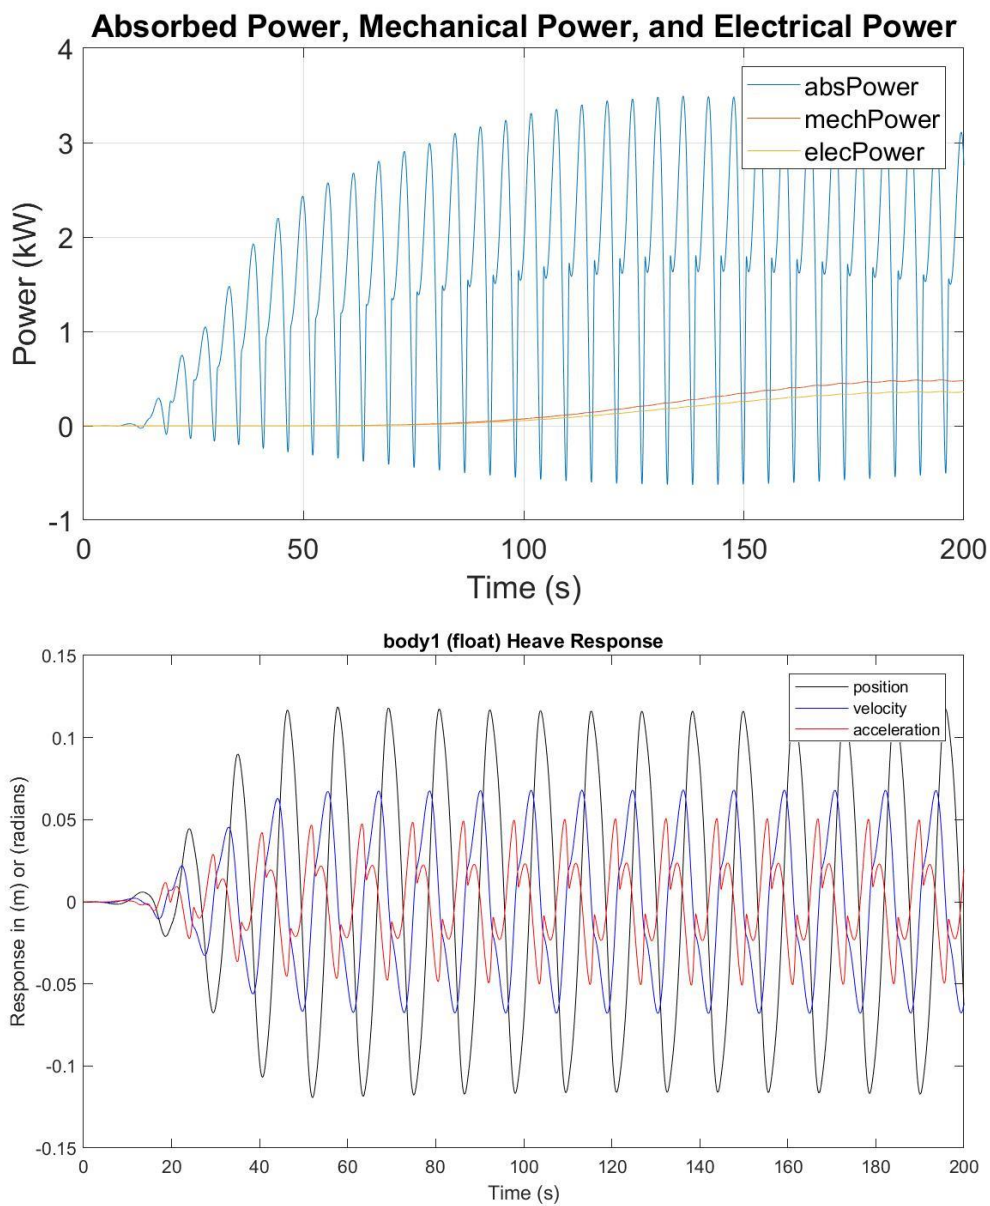 Absorbed Power, Mechanical Power, and Electrical Power
4
3
2
1
0
-1
Power (kW)
absPower
mechPower
elecPower
0 50 100 150 200
Time (s)
body1 (float) Heave Response
0.15
0.1
0.05
0
-0.05
-0.1
-0.15
Response in (m) or (radians)
position
velocity
acceleration
0 20 40 60 80 100 120 140 160 180 200
Time (s)